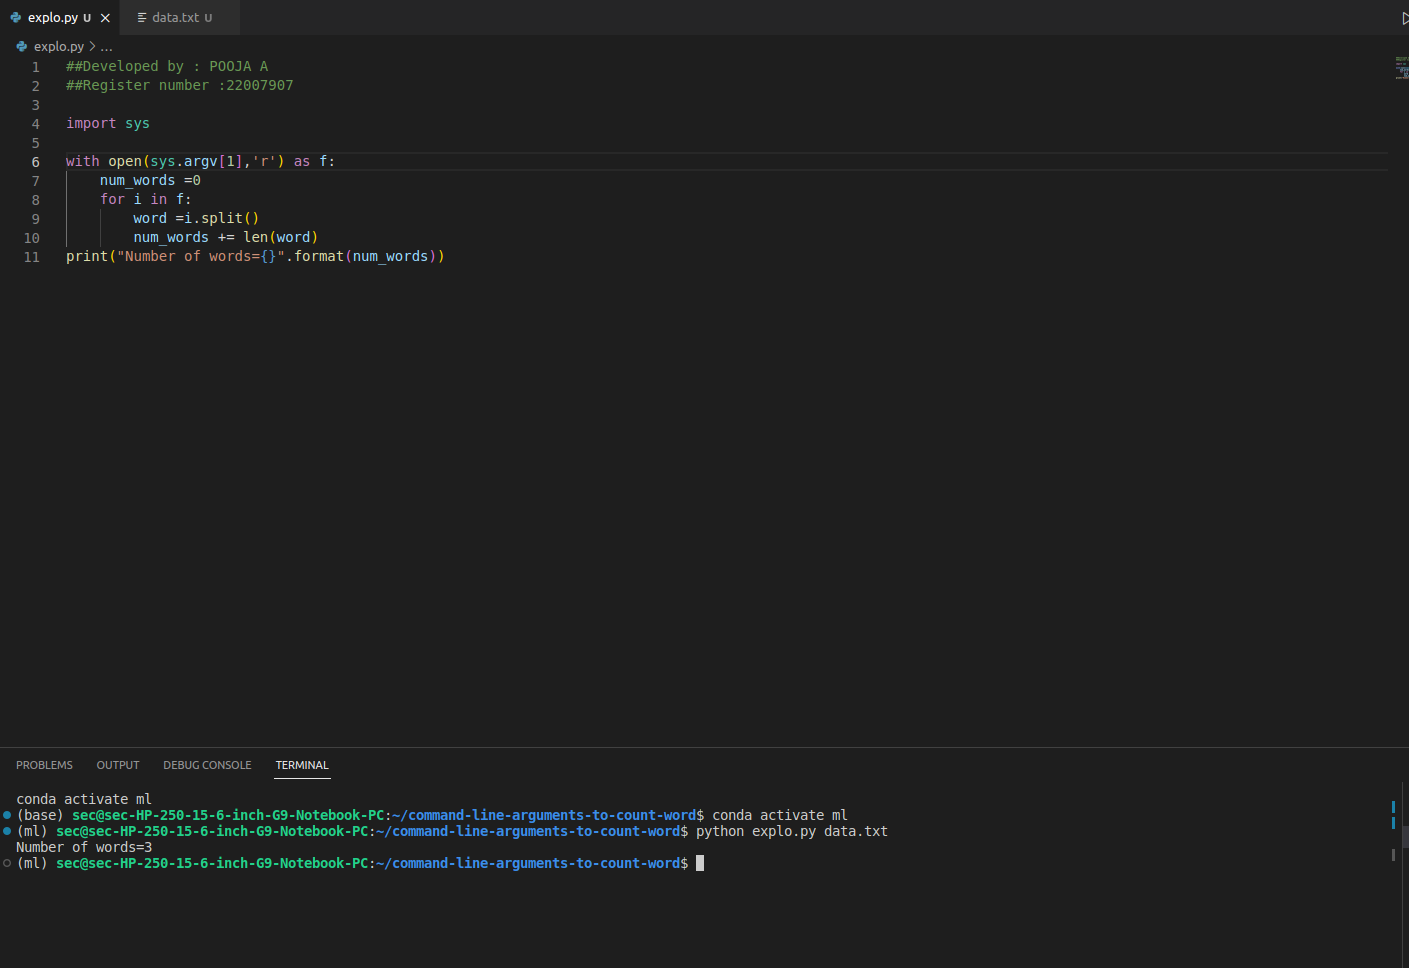 explo.py U
data.txt U
explo.py > ...
1 ##Developed by : POOJA A
2 ##Register number :22007907
3
4 import sys
5
6 with open(sys.argv[1],'r') as f:
7     num_words =0
8     for i in f:
9         word =i.split()
10         num_words += len(word)
11 print("Number of words={}".format(num_words))
PROBLEMS OUTPUT DEBUG CONSOLE TERMINAL
conda activate ml
(base) sec@sec-HP-250-15-6-inch-G9-Notebook-PC:~/command-line-arguments-to-count-word$ conda activate ml
(ml) sec@sec-HP-250-15-6-inch-G9-Notebook-PC:~/command-line-arguments-to-count-word$ python explo.py data.txt
Number of words=3
(ml) sec@sec-HP-250-15-6-inch-G9-Notebook-PC:~/command-line-arguments-to-count-word$